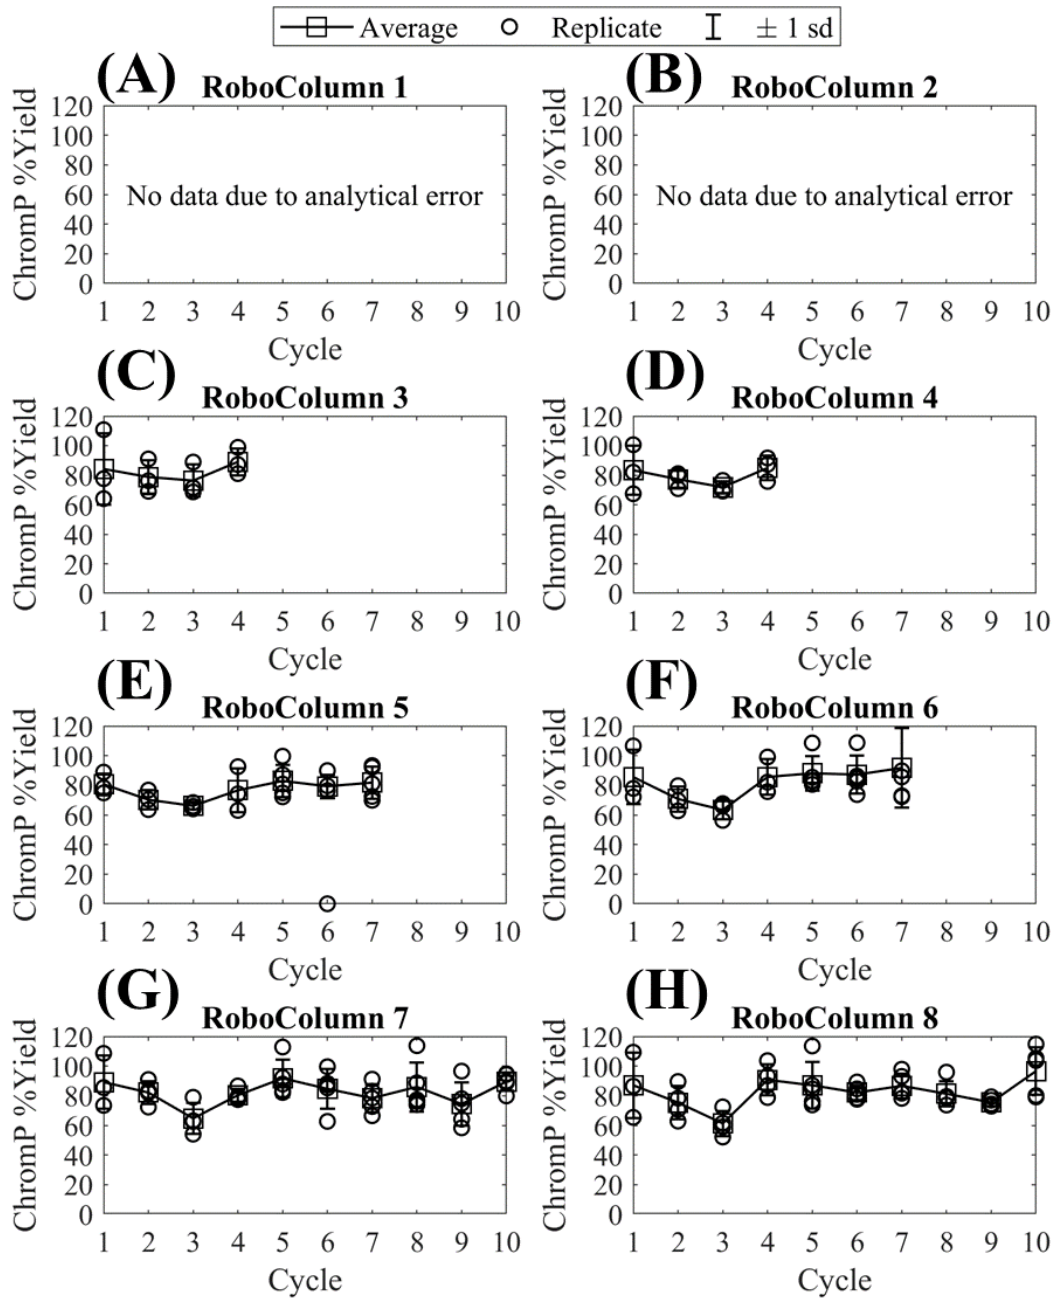 Average Replicate ± 1 sd
(A) RoboColumn 1
ChromP %Yield
120
100
80
60
40
20
0
No data due to analytical error
1 2 3 4 5 6 7 8 9 10
Cycle
(B) RoboColumn 2
ChromP %Yield
120
100
80
60
40
20
0
No data due to analytical error
1 2 3 4 5 6 7 8 9 10
Cycle
(C) RoboColumn 3
ChromP %Yield
120
100
80
60
40
20
0
1 2 3 4 5 6 7 8 9 10
Cycle
(D) RoboColumn 4
ChromP %Yield
120
100
80
60
40
20
0
1 2 3 4 5 6 7 8 9 10
Cycle
(E) RoboColumn 5
ChromP %Yield
120
100
80
60
40
20
0
1 2 3 4 5 6 7 8 9 10
Cycle
(F) RoboColumn 6
ChromP %Yield
120
100
80
60
40
20
0
1 2 3 4 5 6 7 8 9 10
Cycle
(G) RoboColumn 7
ChromP %Yield
120
100
80
60
40
20
0
1 2 3 4 5 6 7 8 9 10
Cycle
(H) RoboColumn 8
ChromP %Yield
120
100
80
60
40
20
0
1 2 3 4 5 6 7 8 9 10
Cycle